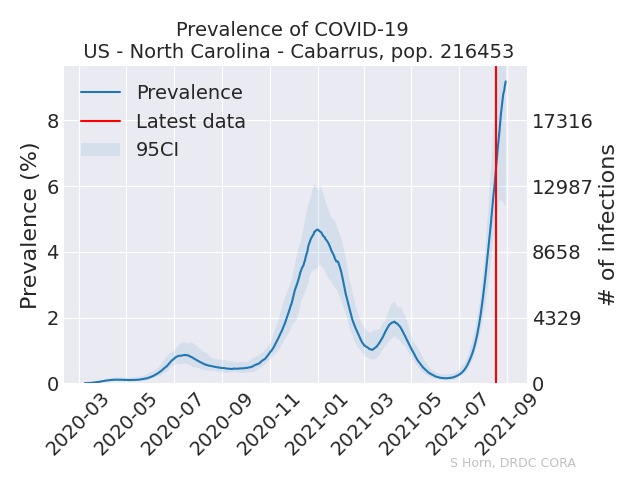 Prevalence of COVID-19
US - North Carolina - Cabarrus, pop. 216453
Prevalence
Latest data
95CI
Prevalence (%)
8
6
4
2
0
17316
12987
8658
4329
0
# of infections
2020-03
2020-05
2020-07
2020-09
2020-11
2021-01
2021-03
2021-05
2021-07
2021-09
S Horn, DRDC CORA